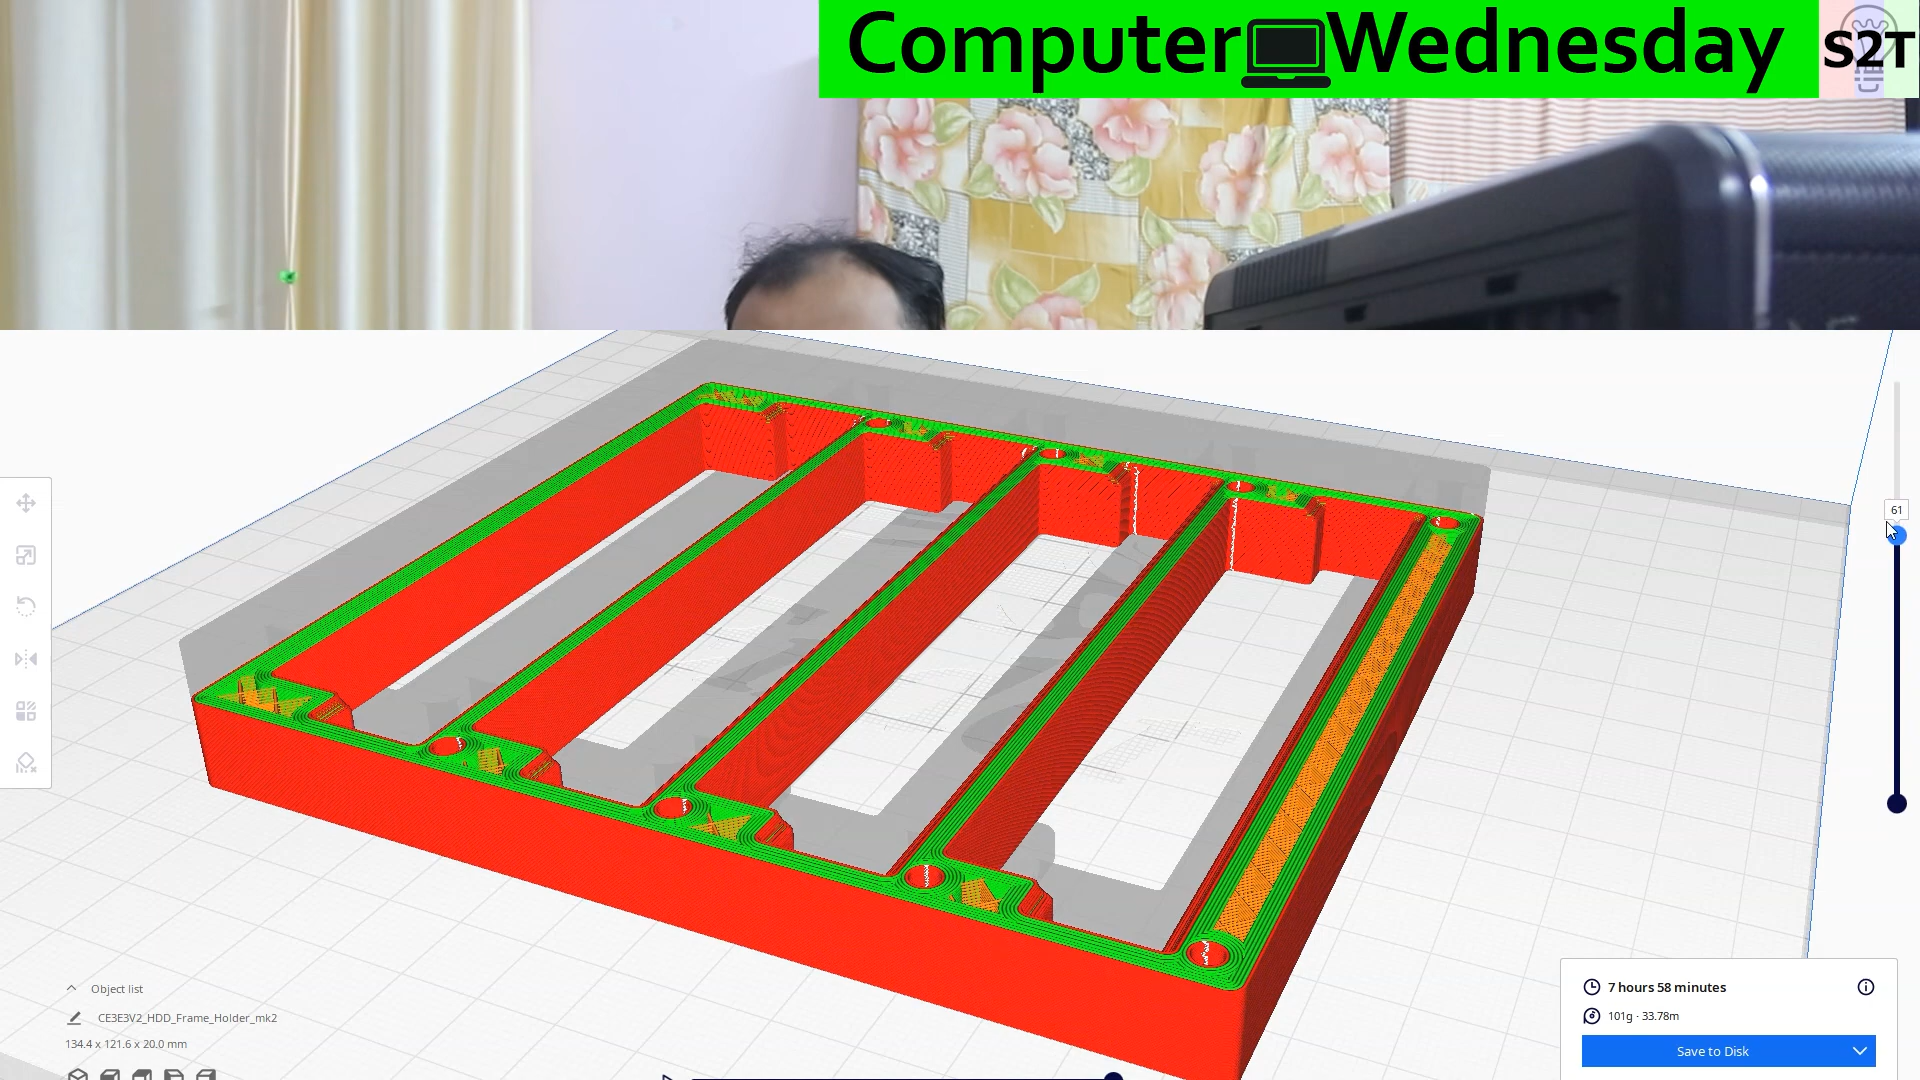 Computer Wednesday
S2T
61
Object list
CE3E3V2_HDD_Frame_Holder_mk2
134.4 x 121.6 x 20.0 mm
7 hours 58 minutes
101g · 33.78m
Save to Disk